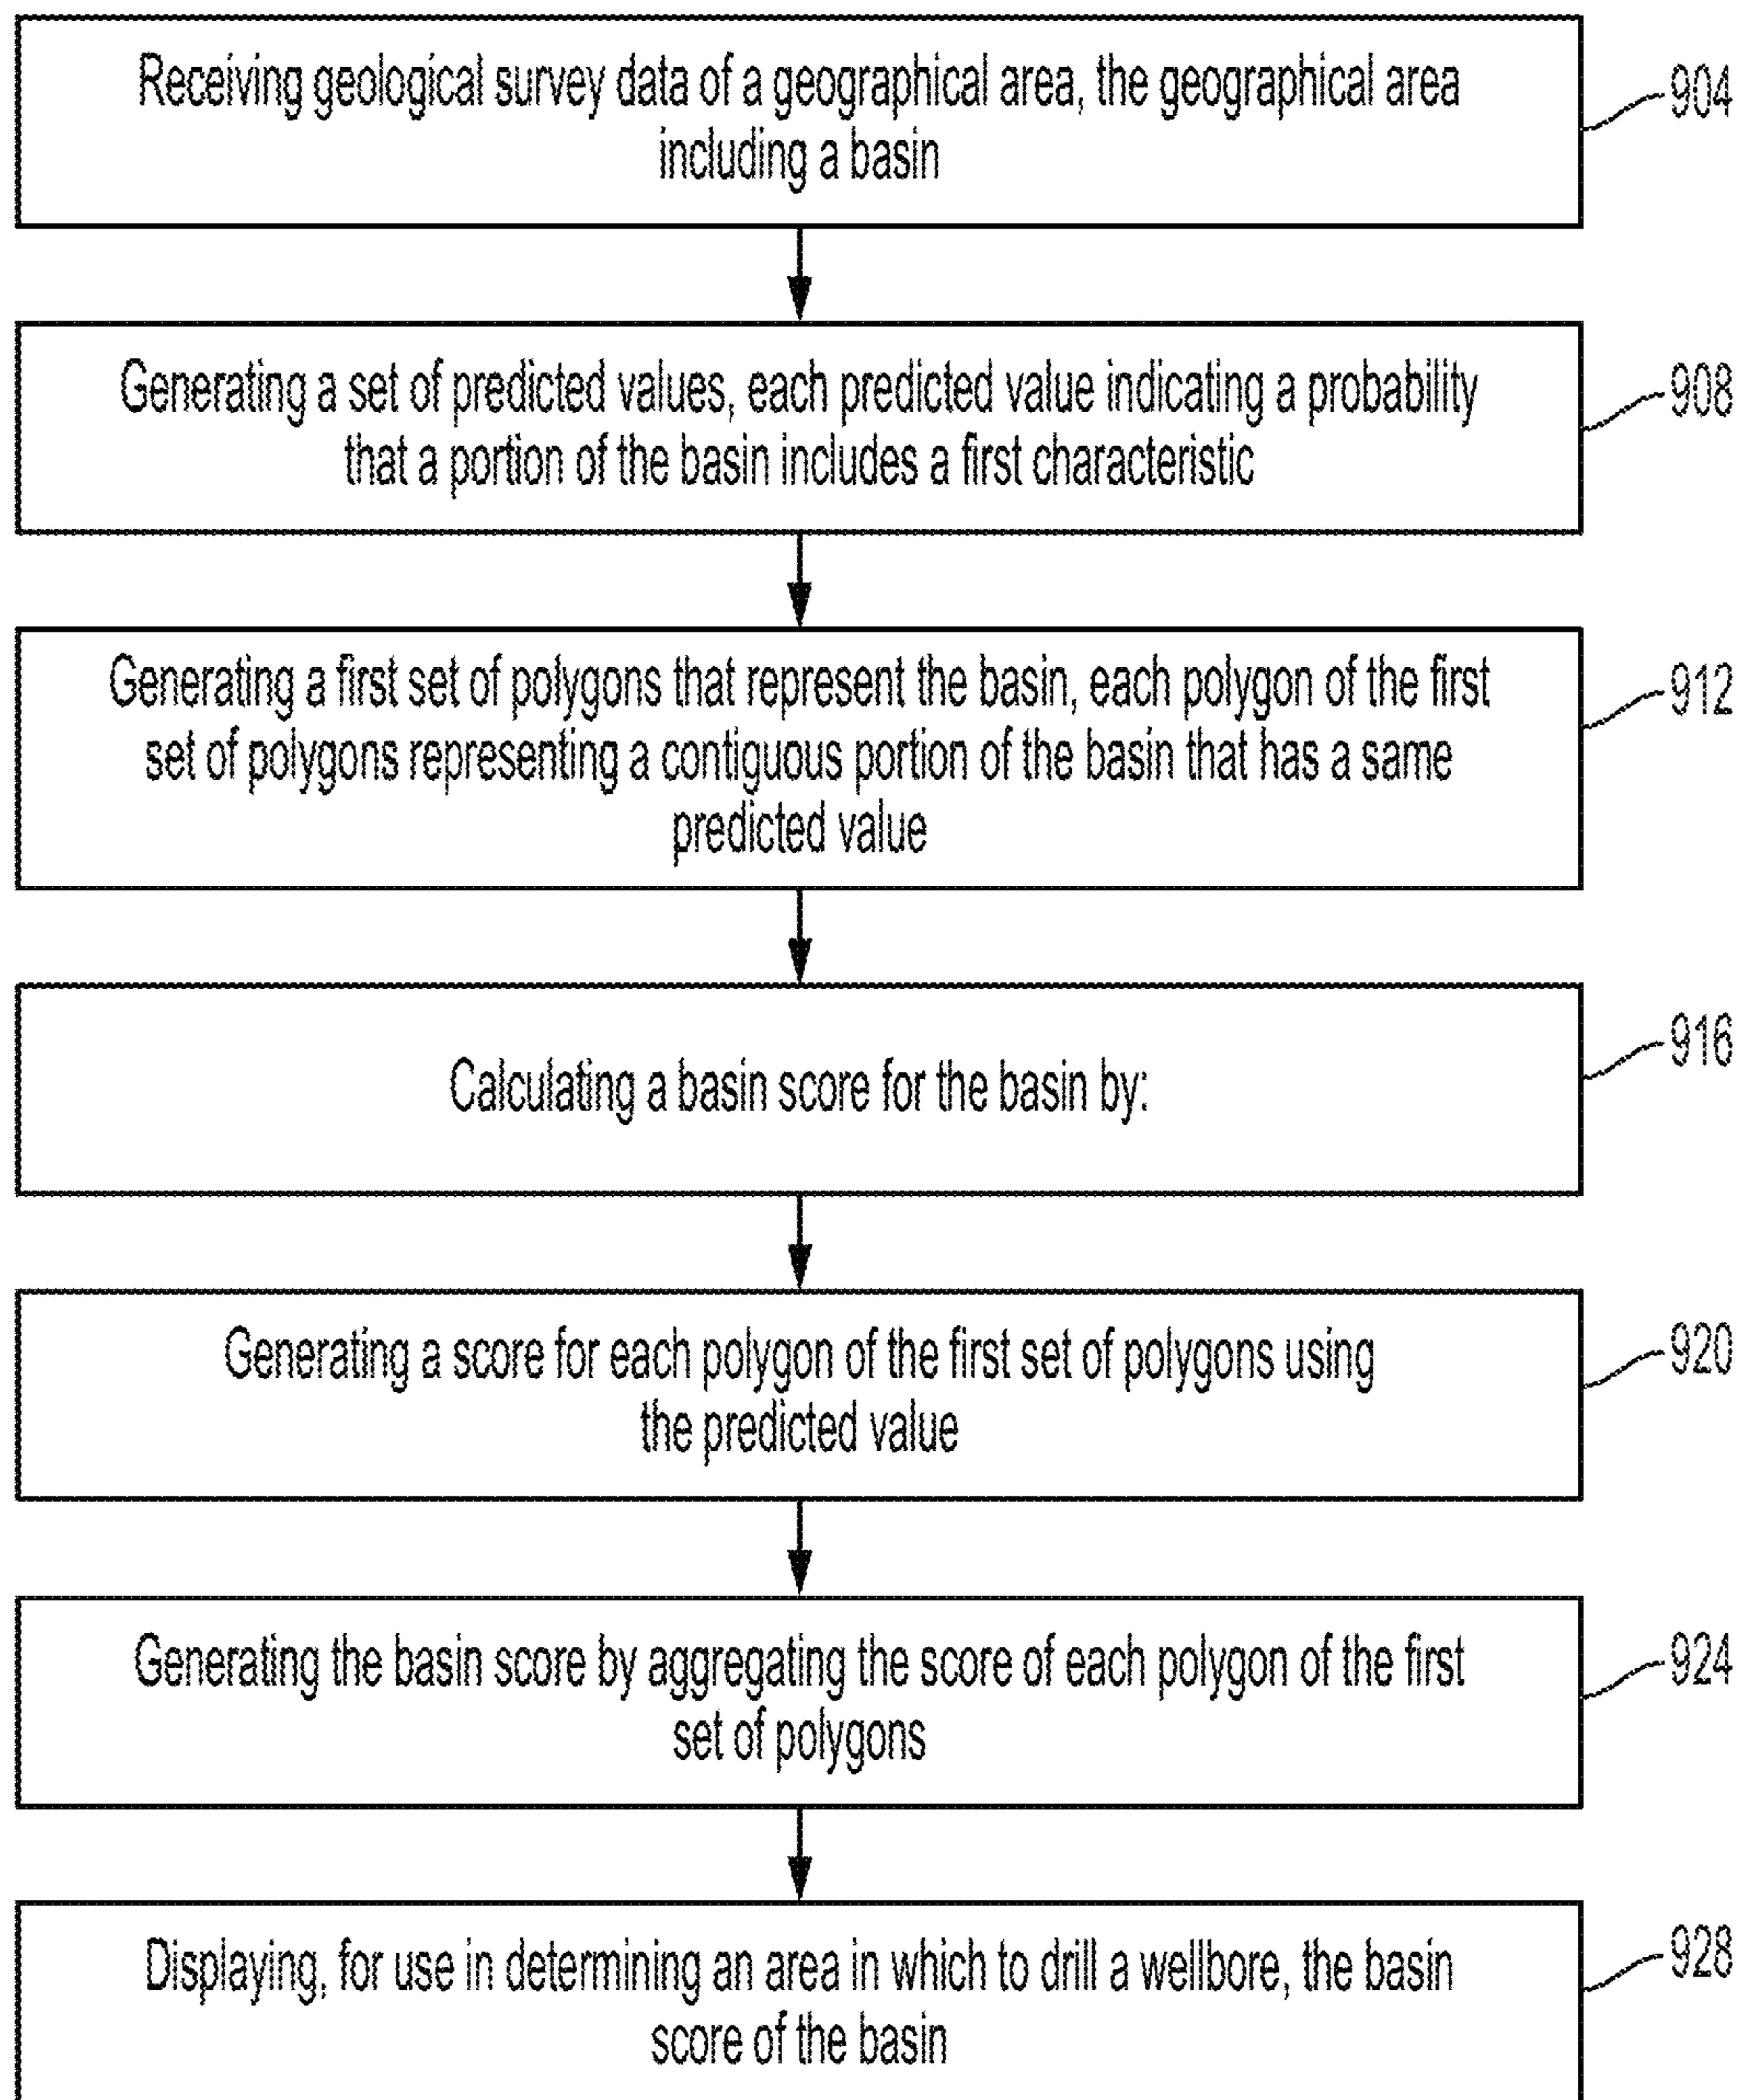 Receiving geological survey data of a geographical area, the geographical area
including a basin
904
Generating a set of predicted values, each predicted value indicating a probability
that a portion of the basin includes a first characteristic
908
Generating a first set of polygons that represent the basin, each polygon of the first
set of polygons representing a contiguous portion of the basin that has a same
predicted value
912
Calculating a basin score for the basin by:
916
Generating a score for each polygon of the first set of polygons using
the predicted value
920
Generating the basin score by aggregating the score of each polygon of the first
set of polygons
924
Displaying, for use in determining an area in which to drill a wellbore, the basin
score of the basin
928